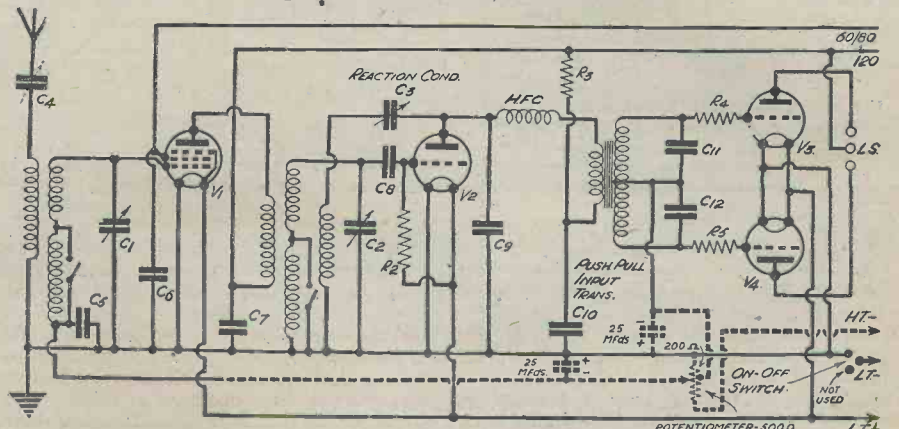 60/80
120
C4
REACTION COND.
C3
R3
HFC
R4
C11
V3
L.S.
V1
C8
V2
C1
C2
R2
C9
C12
R5
V4
C6
C5
C7
PUSH PULL
INPUT
TRANS.
C10
25
MFds.
- +
HT-
200 Ω
25
MFds.
+ -
ON-OFF
SWITCH.
LT-
NOT
USED
POTENTIOMETER-500Ω
LT+